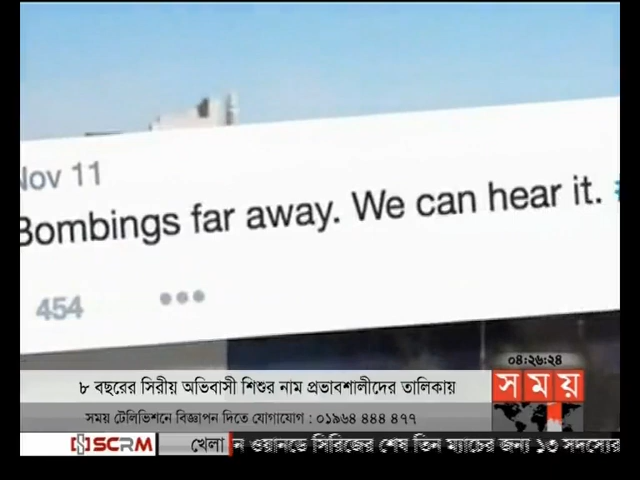 Nov 11
Bombings far away. We can hear it. #
454
০৪:২৬:২৪
৮ বছরের সিরীয় অভিবাসী শিশুর নাম প্রভাবশালীদের তালিকায়
সময়
সময় টেলিভিশনে বিজ্ঞাপন দিতে যোগাযোগ : ০১৯৬৪ ৪৪৪ ৪৭৭
SCRM
খেলা ন ওয়ানডে সিরিজের শেষ তিন ম্যাচের জন্য ১৩ সদস্যের